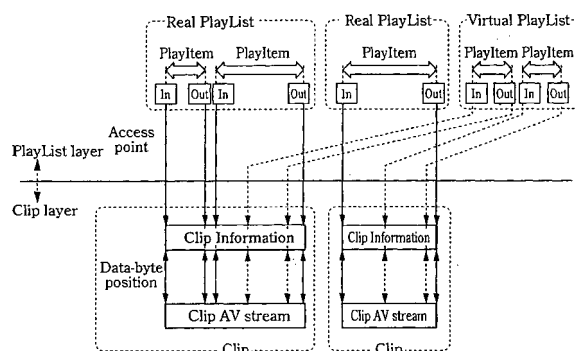 Real PlayList Real PlayList Virtual PlayList
PlayItem PlayItem PlayItem PlayItem PlayItem
In Out In Out In Out In Out In Out
Access
point
PlayList layer
Clip layer
Clip Information Clip Information
Data-byte
position
Clip AV stream Clip AV stream
Clip Clip